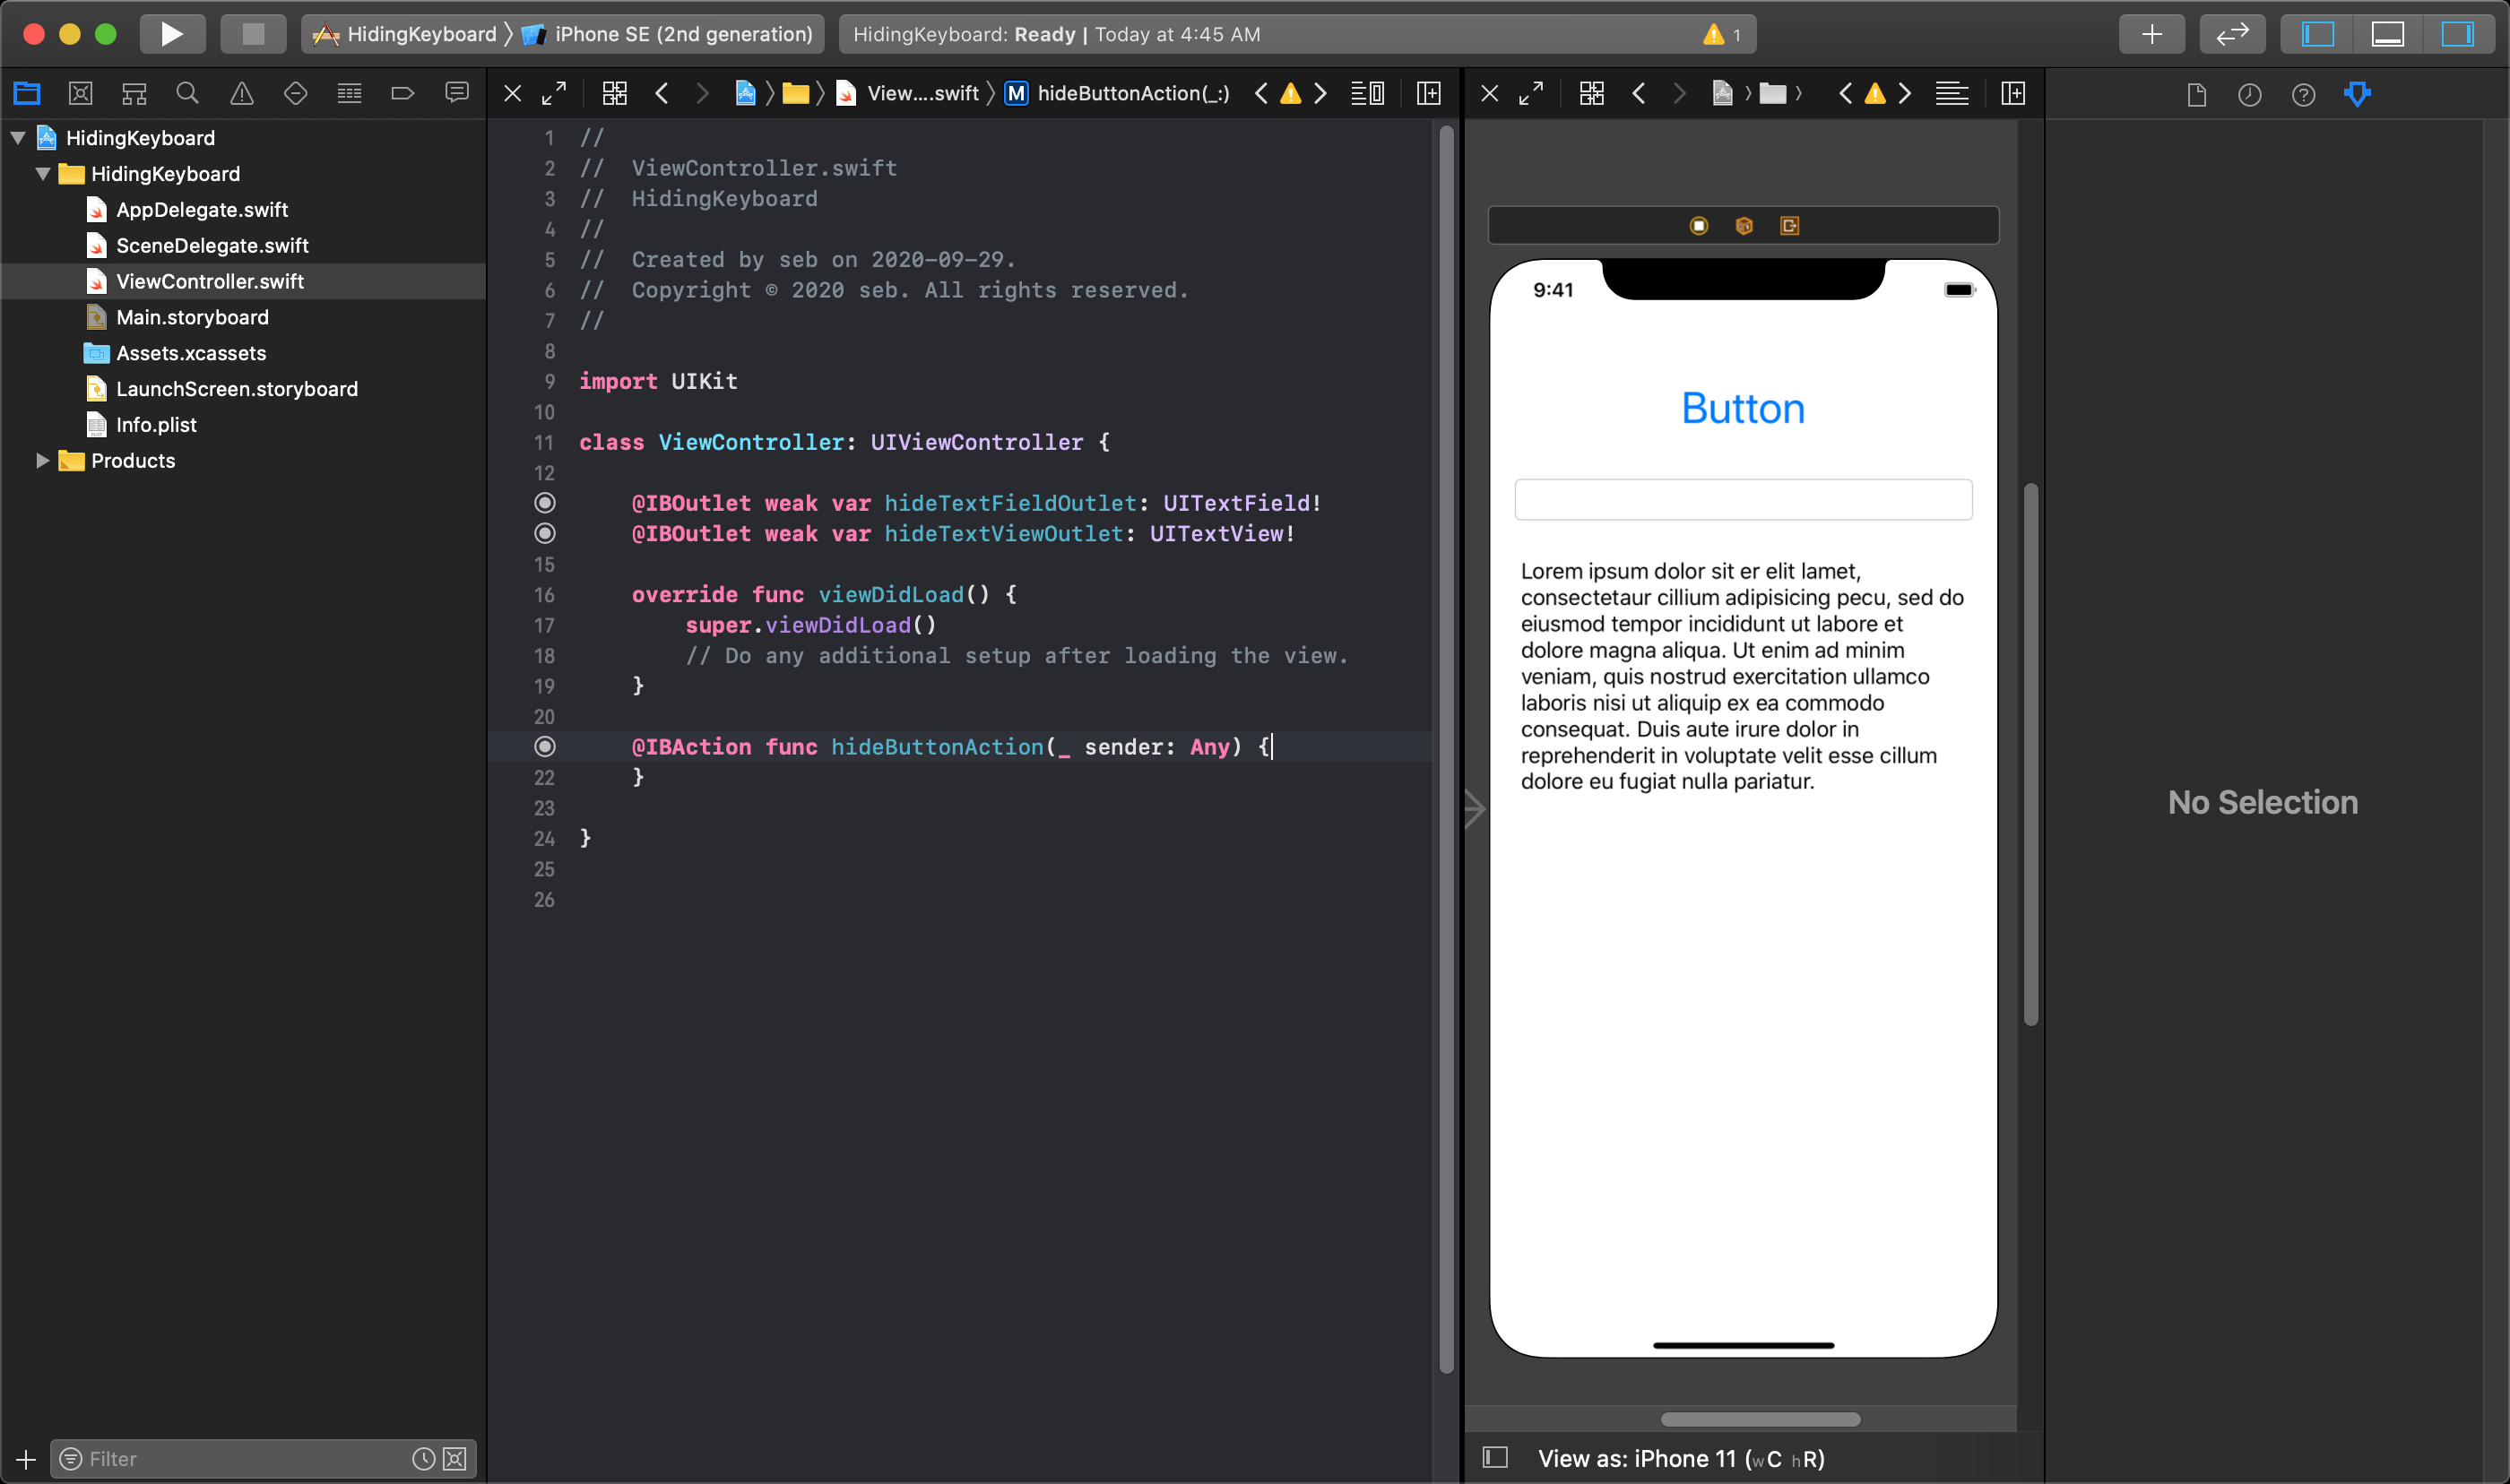 HidingKeyboard 〉 iPhone SE (2nd generation)
HidingKeyboard: Ready | Today at 4:45 AM
1
View....swift 〉 M hideButtonAction(_:)
HidingKeyboard
HidingKeyboard
AppDelegate.swift
SceneDelegate.swift
ViewController.swift
Main.storyboard
Assets.xcassets
LaunchScreen.storyboard
Info.plist
Products
Filter
1 //
2 //  ViewController.swift
3 //  HidingKeyboard
4 //
5 //  Created by seb on 2020-09-29.
6 //  Copyright © 2020 seb. All rights reserved.
7 //
8
9 import UIKit
10
11 class ViewController: UIViewController {
12
@IBOutlet weak var hideTextFieldOutlet: UITextField!
@IBOutlet weak var hideTextViewOutlet: UITextView!
15
16 override func viewDidLoad() {
17 super.viewDidLoad()
18 // Do any additional setup after loading the view.
19 }
20
@IBAction func hideButtonAction(_ sender: Any) {
22 }
23
24 }
25
26
9:41
Button
Lorem ipsum dolor sit er elit lamet,
consectetaur cillium adipisicing pecu, sed do
eiusmod tempor incididunt ut labore et
dolore magna aliqua. Ut enim ad minim
veniam, quis nostrud exercitation ullamco
laboris nisi ut aliquip ex ea commodo
consequat. Duis aute irure dolor in
reprehenderit in voluptate velit esse cillum
dolore eu fugiat nulla pariatur.
View as: iPhone 11 (wC hR)
No Selection